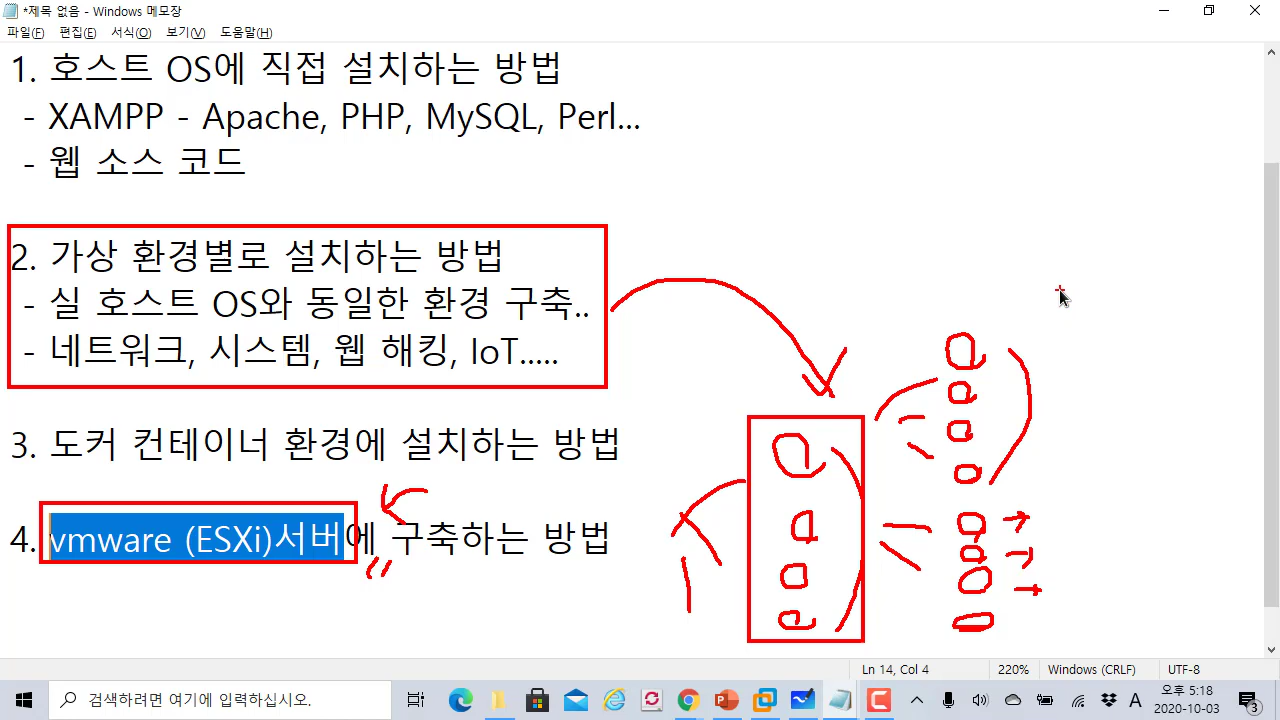 *제목 없음 - Windows 메모장
파일(F) 편집(E) 서식(O) 보기(V) 도움말(H)
1. 호스트 OS에 직접 설치하는 방법
- XAMPP - Apache, PHP, MySQL, Perl...
- 웹 소스 코드
2. 가상 환경별로 설치하는 방법
- 실 호스트 OS와 동일한 환경 구축..
- 네트워크, 시스템, 웹 해킹, IoT.....
3. 도커 컨테이너 환경에 설치하는 방법
4. vmware (ESXi)서버에 구축하는 방법
Ln 14, Col 4 220% Windows (CRLF) UTF-8
검색하려면 여기에 입력하십시오.
A
오후 5:18
2020-10-03
3